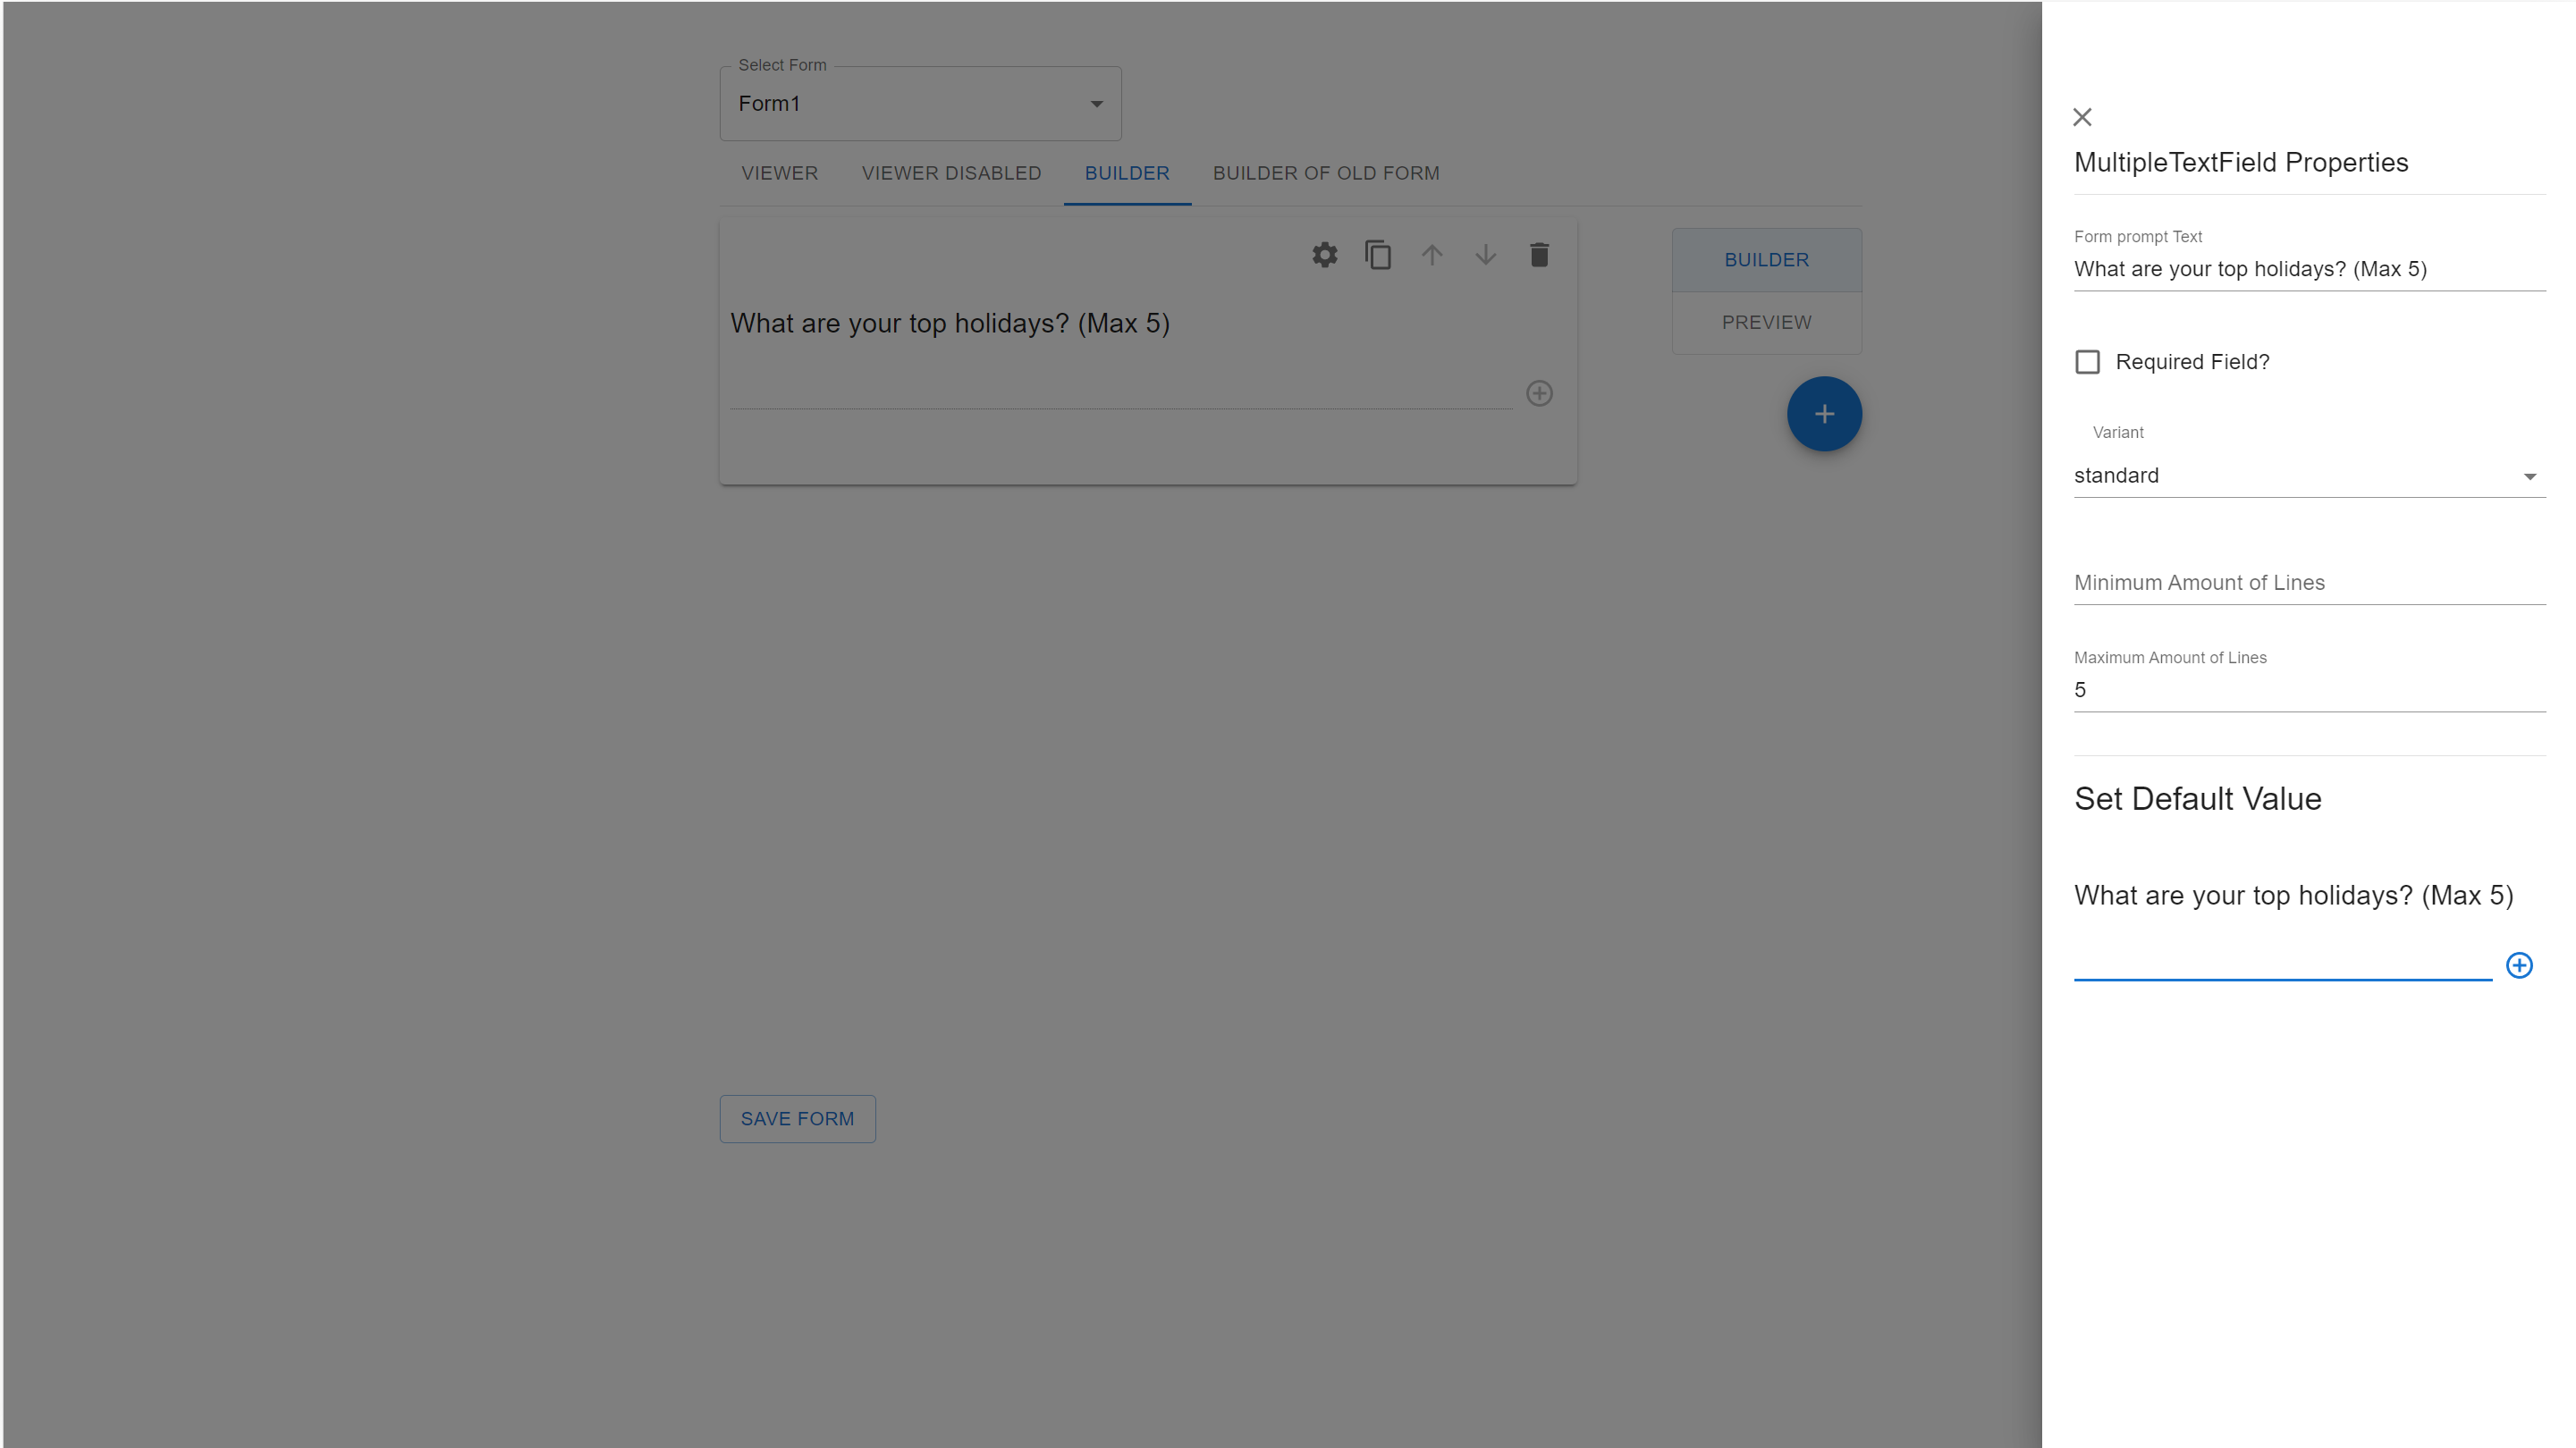 Select Form
Form1
VIEWER VIEWER DISABLED BUILDER BUILDER OF OLD FORM
What are your top holidays? (Max 5)
BUILDER
PREVIEW
SAVE FORM
MultipleTextField Properties
Form prompt Text
What are your top holidays? (Max 5)
Required Field?
Variant
standard
Minimum Amount of Lines
Maximum Amount of Lines
5
Set Default Value
What are your top holidays? (Max 5)